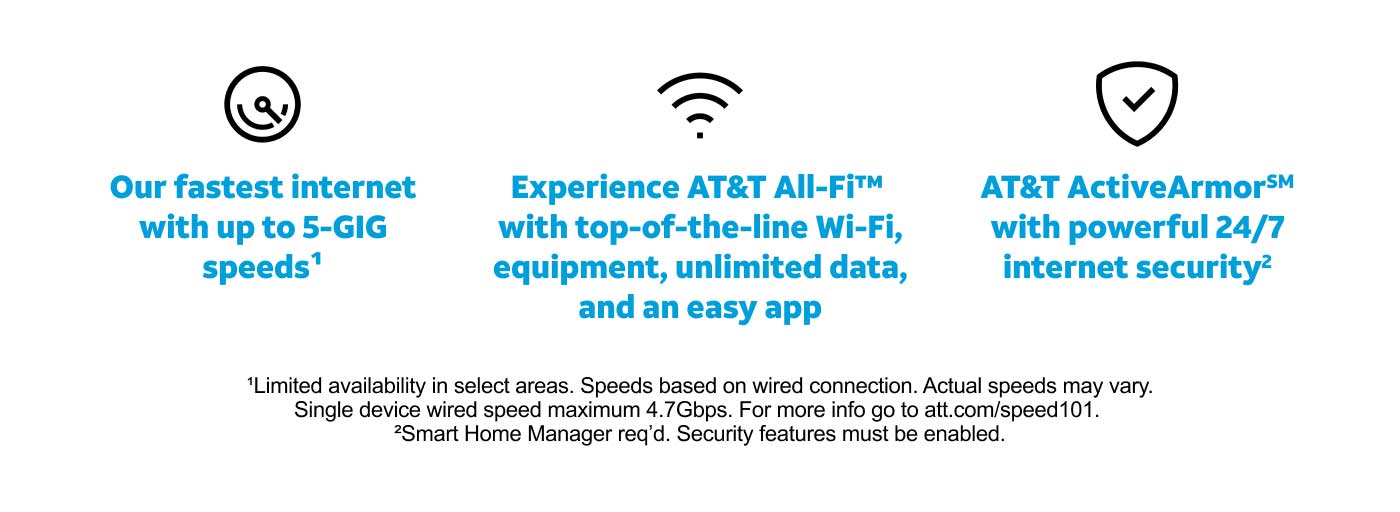 Our fastest internet
with up to 5-GIG
speeds¹
Experience AT&T All-Fi™
with top-of-the-line Wi-Fi,
equipment, unlimited data,
and an easy app
AT&T ActiveArmor℠
with powerful 24/7
internet security²
¹Limited availability in select areas. Speeds based on wired connection. Actual speeds may vary.
Single device wired speed maximum 4.7Gbps. For more info go to att.com/speed101.
²Smart Home Manager req’d. Security features must be enabled.